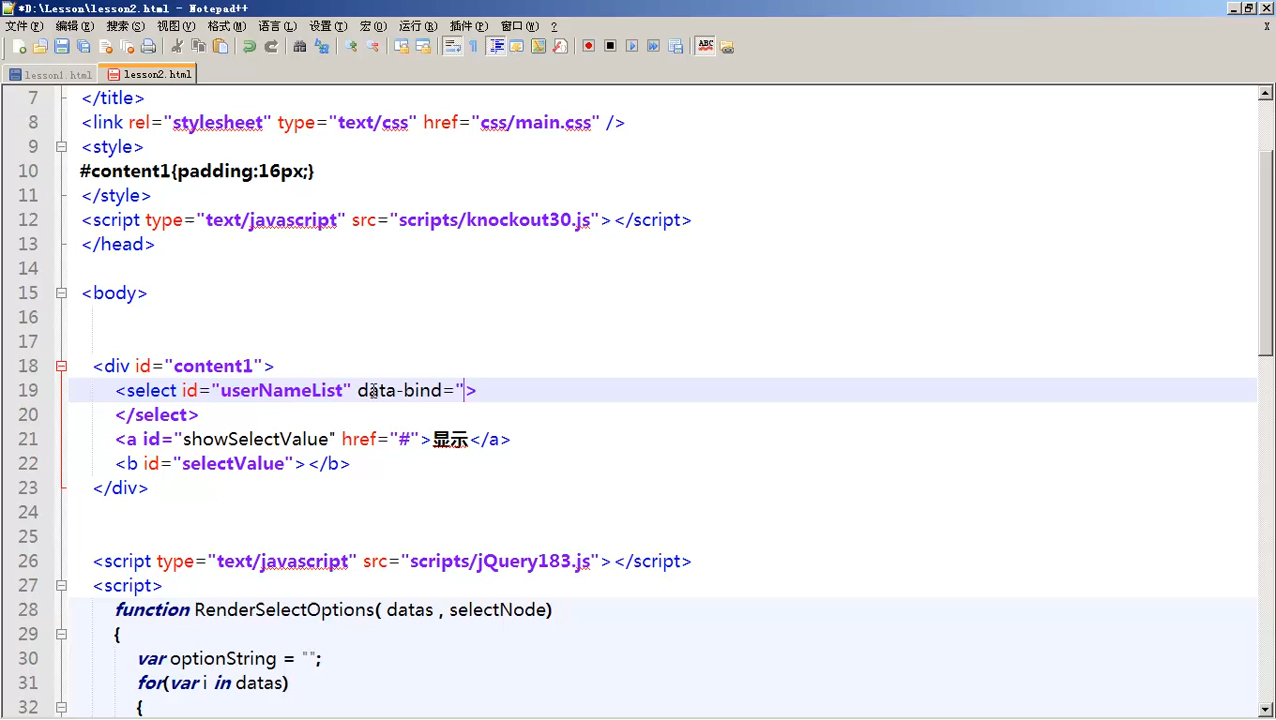 *D:\Lesson\lesson2.html - Notepad++
文件(F) 编辑(E) 搜索(S) 视图(V) 格式(M) 语言(L) 设置(T) 宏(O) 运行(R) 插件(P) 窗口(W) ?
X
ABC
lesson1.html lesson2.html
7 </title>
8 <link rel="stylesheet" type="text/css" href="css/main.css" />
9 <style>
10 #content1{padding:16px;}
11 </style>
12 <script type="text/javascript" src="scripts/knockout30.js"></script>
13 </head>
14
15 <body>
16
17
18 <div id="content1">
19 <select id="userNameList" data-bind=">
20 </select>
21 <a id="showSelectValue" href="#">显示</a>
22 <b id="selectValue"></b>
23 </div>
24
25
26 <script type="text/javascript" src="scripts/jQuery183.js"></script>
27 <script>
28 function RenderSelectOptions( datas , selectNode)
29 {
30 var optionString = "";
31 for(var i in datas)
32 {